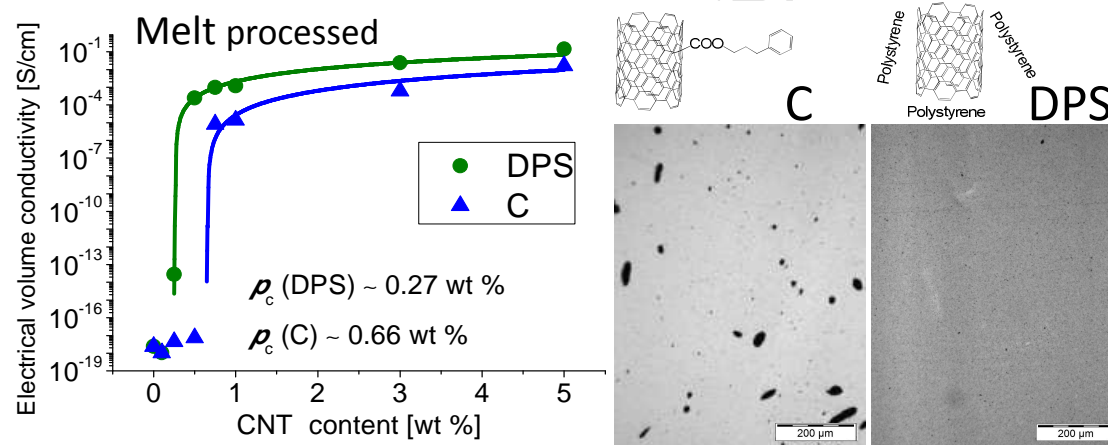 Melt processed
Electrical volume conductivity [S/cm]
10^-1
10^-4
10^-7
10^-10
10^-13
10^-16
10^-19
DPS
C
p_c (DPS) ~ 0.27 wt %
p_c (C) ~ 0.66 wt %
0 1 2 3 4 5
CNT content [wt %]
COO
C
Polystyrene
Polystyrene
Polystyrene
DPS
200 µm
200 µm